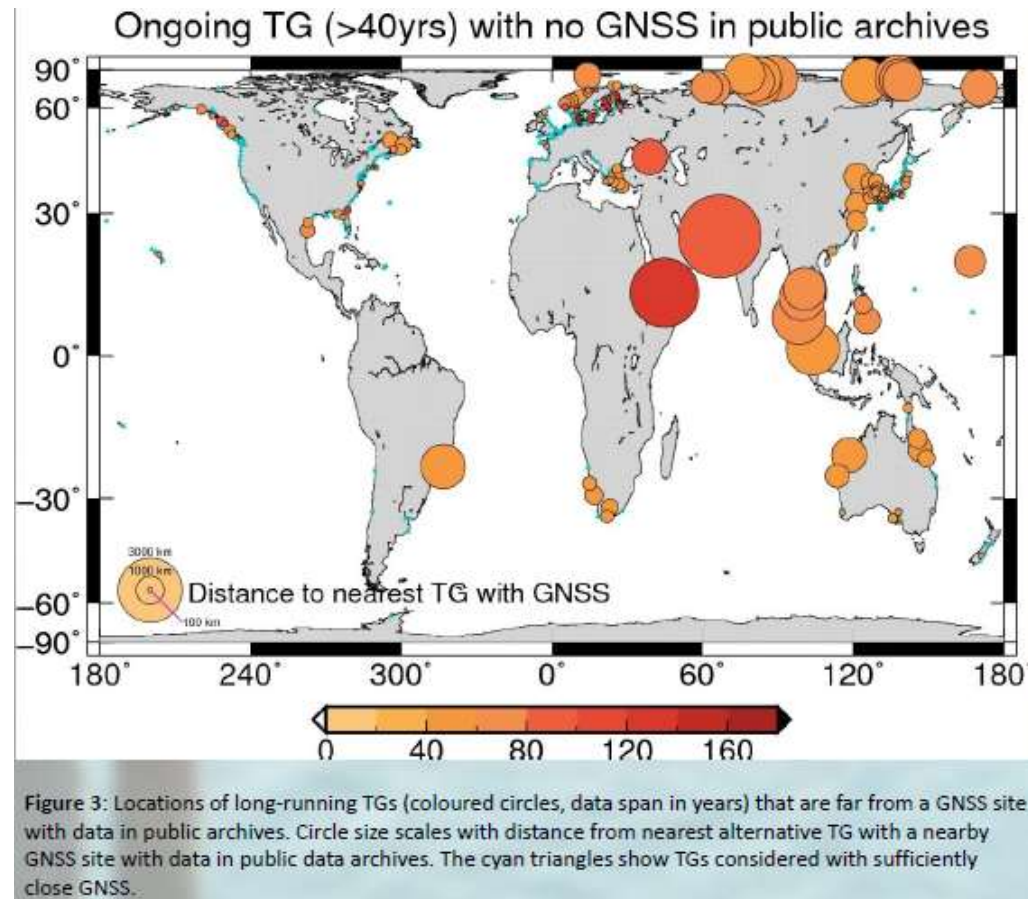 Ongoing TG (>40yrs) with no GNSS in public archives
90°
60°
30°
0°
−30°
−60°
−90°
3000 km
1000 km
100 km
Distance to nearest TG with GNSS
180° 240° 300° 0° 60° 120° 180°
0 40 80 120 160
Figure 3: Locations of long-running TGs (coloured circles, data span in years) that are far from a GNSS site
with data in public archives. Circle size scales with distance from nearest alternative TG with a nearby
GNSS site with data in public data archives. The cyan triangles show TGs considered with sufficiently
close GNSS.